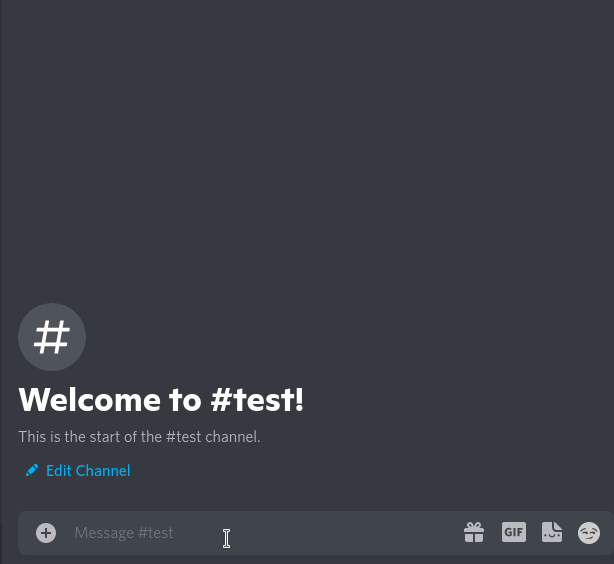 #
Welcome to #test!
This is the start of the #test channel.
Edit Channel
Message #test
GIF